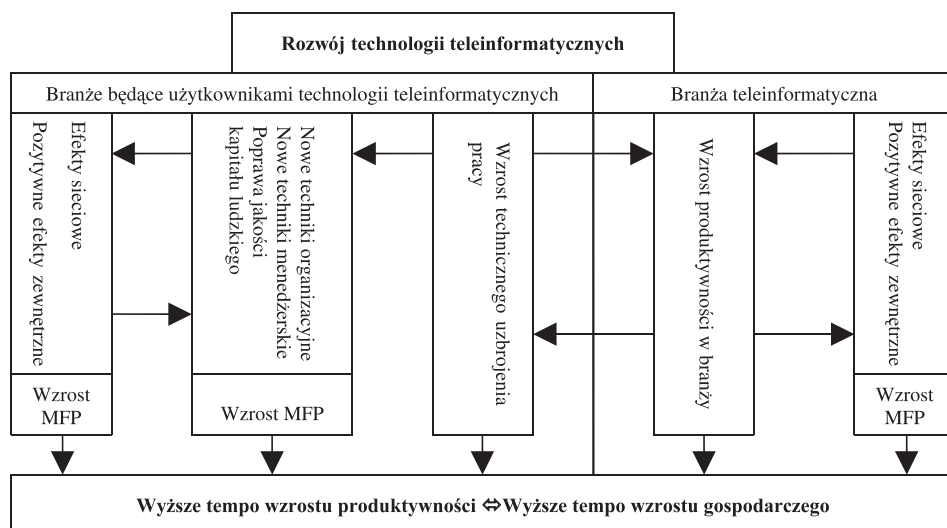 Rozwój technologii teleinformatycznych
Branże będące użytkownikami technologii teleinformatycznych
Branża teleinformatyczna
Efekty sieciowe
Pozytywne efekty zewnętrzne
Wzrost
MFP
Nowe techniki organizacyjne
Nowe techniki menedżerskie
Poprawa jakości
kapitału ludzkiego
Wzrost MFP
Wzrost technicznego uzbrojenia
pracy
Wzrost produktywności w branży
Efekty sieciowe
Pozytywne efekty zewnętrzne
Wzrost
MFP
Wyższe tempo wzrostu produktywności ⇔Wyższe tempo wzrostu gospodarczego